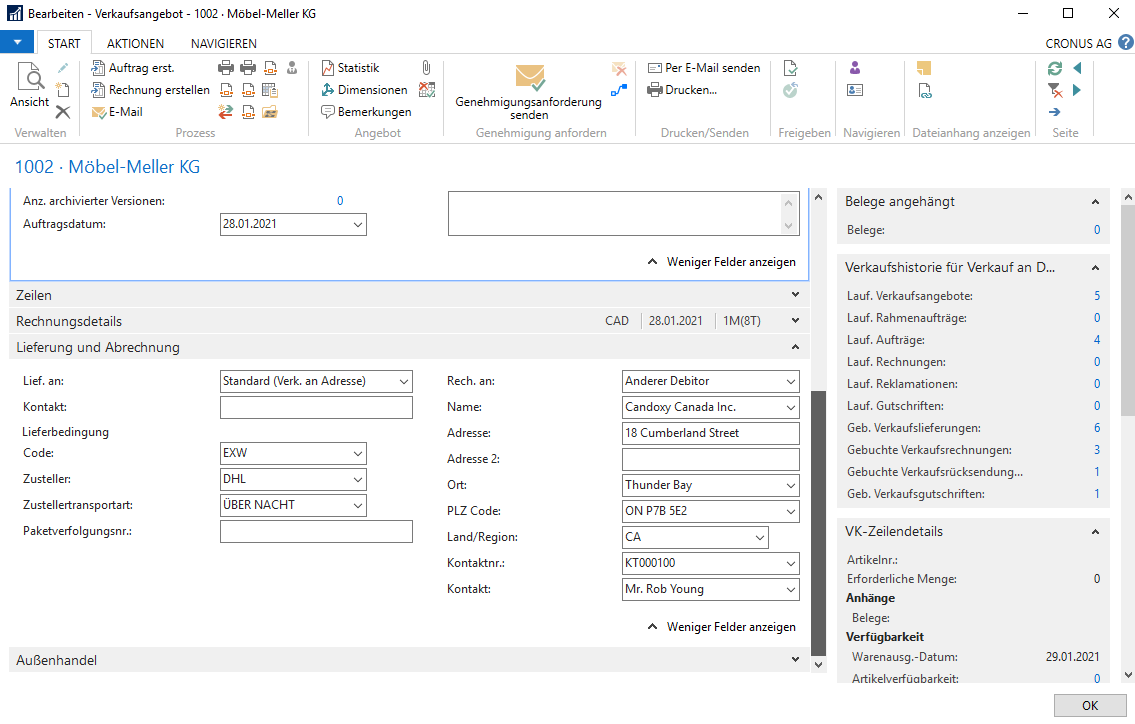 Bearbeiten - Verkaufsangebot - 1002 · Möbel-Meller KG
START AKTIONEN NAVIGIEREN CRONUS AG
Ansicht
Verwalten
Auftrag erst.
Rechnung erstellen
E-Mail
Prozess
Statistik
Dimensionen
Bemerkungen
Angebot
Genehmigungsanforderung
senden
Genehmigung anfordern
Per E-Mail senden
Drucken...
Drucken/Senden
Freigeben
Navigieren
Dateianhang anzeigen
Seite
1002 · Möbel-Meller KG
Anz. archivierter Versionen: 0
Auftragsdatum: 28.01.2021
Weniger Felder anzeigen
Zeilen
Rechnungsdetails CAD 28.01.2021 1M(8T)
Lieferung und Abrechnung
Lief. an: Standard (Verk. an Adresse)
Kontakt:
Lieferbedingung
Code: EXW
Zusteller: DHL
Zustellertransportart: ÜBER NACHT
Paketverfolgungsnr.:
Rech. an: Anderer Debitor
Name: Candoxy Canada Inc.
Adresse: 18 Cumberland Street
Adresse 2:
Ort: Thunder Bay
PLZ Code: ON P7B 5E2
Land/Region: CA
Kontaktnr.: KT000100
Kontakt: Mr. Rob Young
Weniger Felder anzeigen
Außenhandel
Belege angehängt
Belege: 0
Verkaufshistorie für Verkauf an D...
Lauf. Verkaufsangebote: 5
Lauf. Rahmenaufträge: 0
Lauf. Aufträge: 4
Lauf. Rechnungen: 0
Lauf. Reklamationen: 0
Lauf. Gutschriften: 0
Geb. Verkaufslieferungen: 6
Gebuchte Verkaufsrechnungen: 3
Gebuchte Verkaufsrücksendung... 1
Geb. Verkaufsgutschriften: 1
VK-Zeilendetails
Artikelnr.:
Erforderliche Menge: 0
Anhänge
Belege:
Verfügbarkeit
Warenausg.-Datum: 29.01.2021
Artikelverfügbarkeit: 0
OK